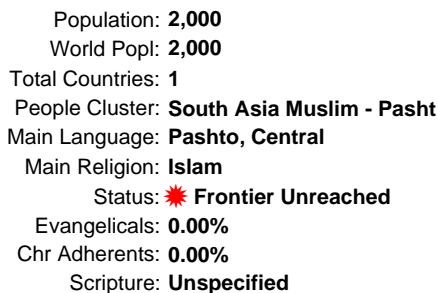 Population: 2,000
World Popl: 2,000
Total Countries: 1
People Cluster: South Asia Muslim - Pasht
Main Language: Pashto, Central
Main Religion: Islam
Status: Frontier Unreached
Evangelicals: 0.00%
Chr Adherents: 0.00%
Scripture: Unspecified